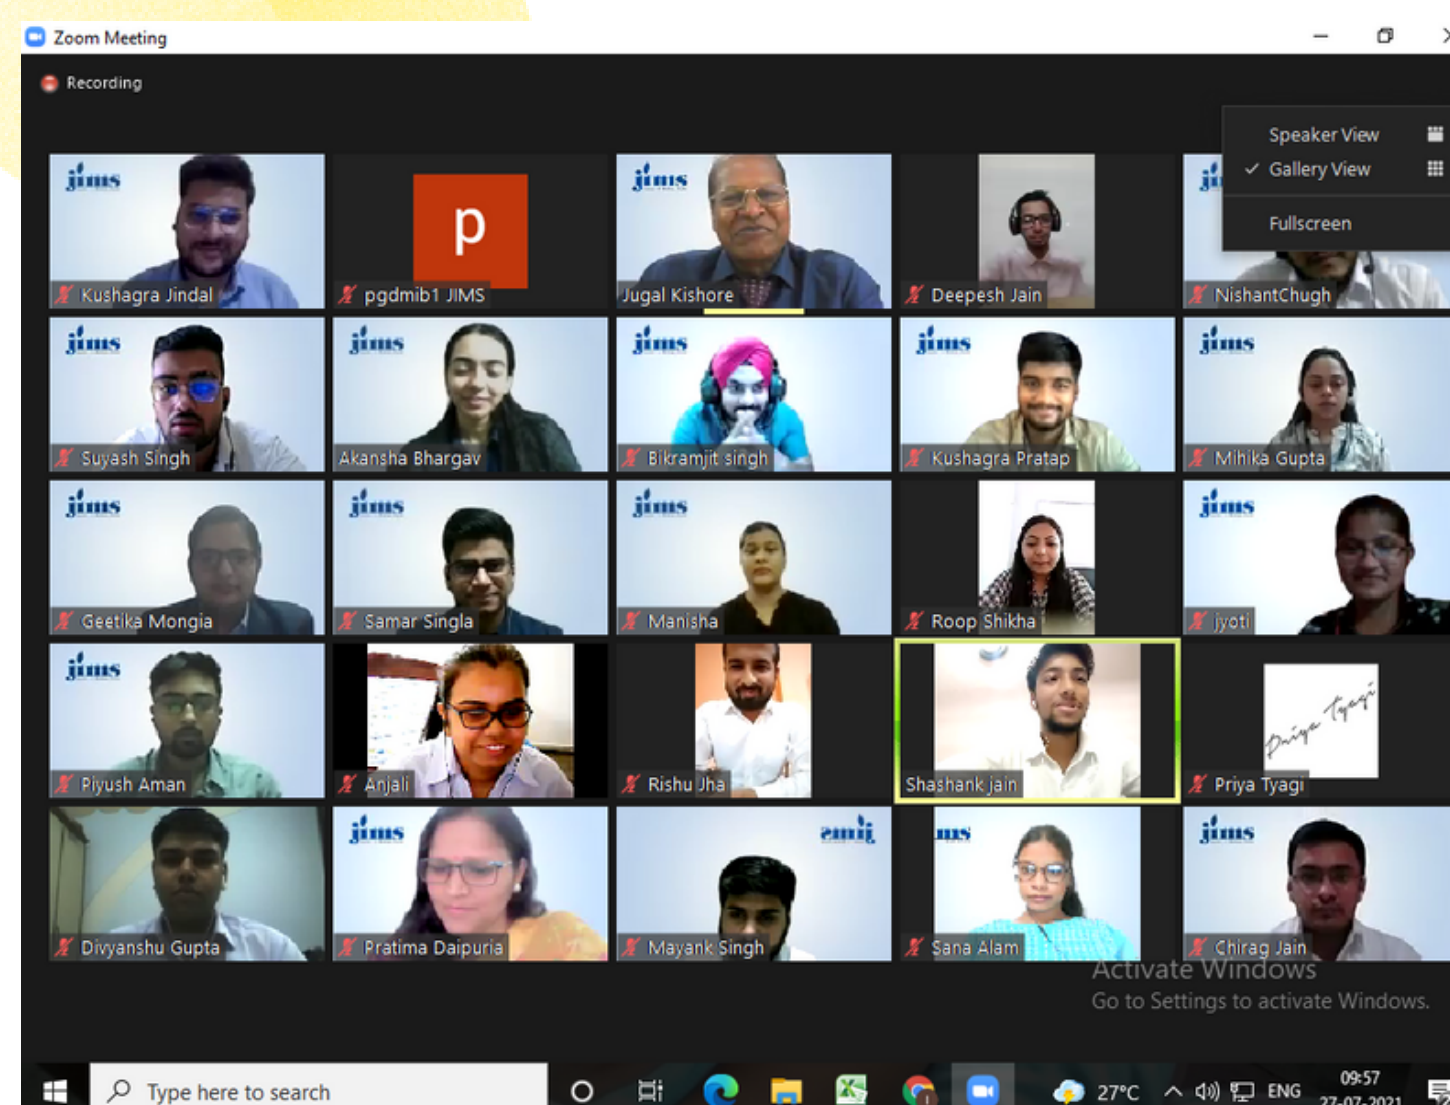 Zoom Meeting
Recording
Speaker View
Gallery View
Fullscreen
jims
jims
Kushagra Jindal
p
pgdmib1 JIMS
Jugal Kishore
Deepesh Jain
NishantChugh
jims
jims
jims
jims
jims
Suyash Singh
Akansha Bhargav
Bikramjit singh
Kushagra Pratap
Mihika Gupta
jims
jims
jims
jims
Geetika Mongia
Samar Singla
Manisha
Roop Shikha
jyoti
jims
Priya Tyagi
Piyush Aman
Anjali
Rishu Jha
Shashank jain
Priya Tyagi
jims
jims
jims
Divyanshu Gupta
Pratima Daipuria
Mayank Singh
Sana Alam
Chirag Jain
Activate Windows
Go to Settings to activate Windows.
Type here to search
27°C
ENG
09:57
27-07-2021